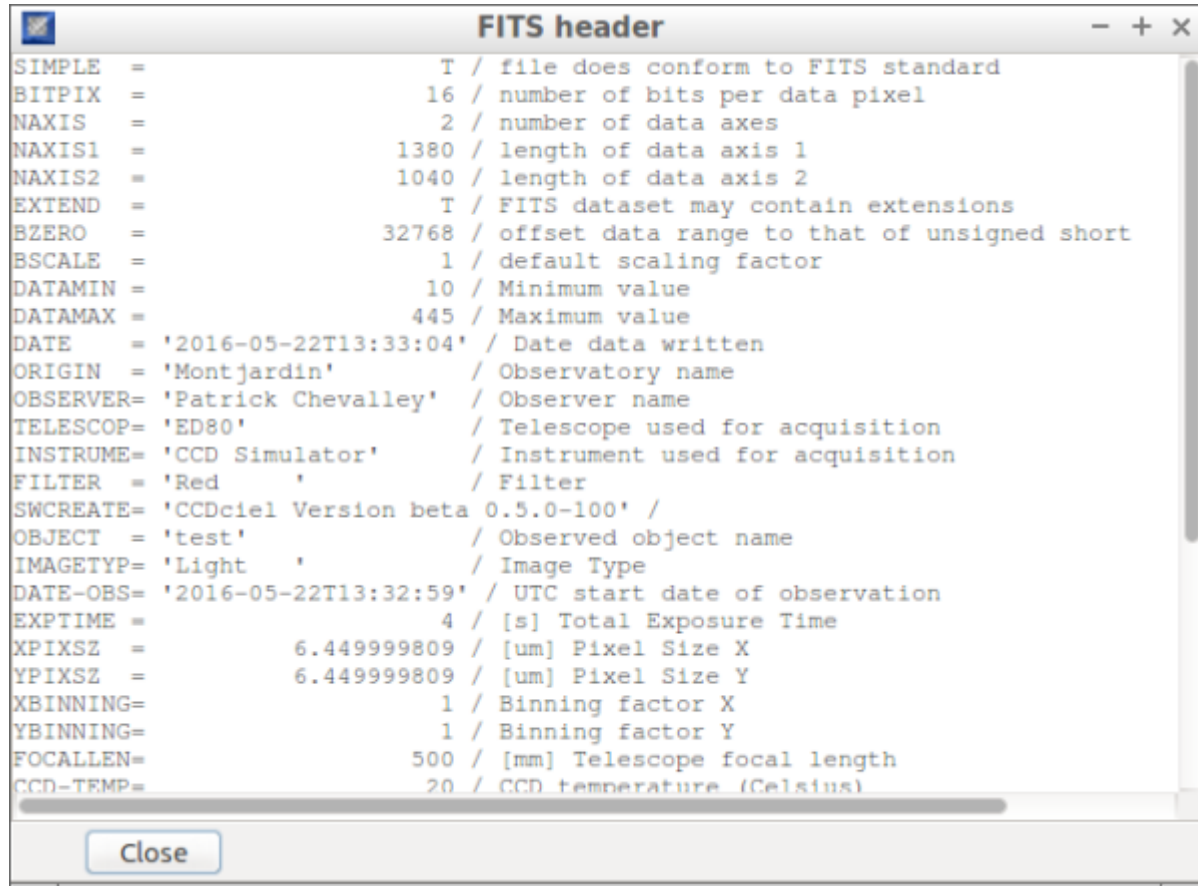 FITS header
SIMPLE  =                    T / file does conform to FITS standard
BITPIX  =                   16 / number of bits per data pixel
NAXIS   =                    2 / number of data axes
NAXIS1  =                 1380 / length of data axis 1
NAXIS2  =                 1040 / length of data axis 2
EXTEND  =                    T / FITS dataset may contain extensions
BZERO   =                32768 / offset data range to that of unsigned short
BSCALE  =                    1 / default scaling factor
DATAMIN =                   10 / Minimum value
DATAMAX =                  445 / Maximum value
DATE    = '2016-05-22T13:33:04' / Date data written
ORIGIN  = 'Montjardin'         / Observatory name
OBSERVER= 'Patrick Chevalley'  / Observer name
TELESCOP= 'ED80'               / Telescope used for acquisition
INSTRUME= 'CCD Simulator'      / Instrument used for acquisition
FILTER  = 'Red     '           / Filter
SWCREATE= 'CCDciel Version beta 0.5.0-100' /
OBJECT  = 'test'               / Observed object name
IMAGETYP= 'Light   '           / Image Type
DATE-OBS= '2016-05-22T13:32:59' / UTC start date of observation
EXPTIME =                    4 / [s] Total Exposure Time
XPIXSZ  =          6.449999809 / [um] Pixel Size X
YPIXSZ  =          6.449999809 / [um] Pixel Size Y
XBINNING=                    1 / Binning factor X
YBINNING=                    1 / Binning factor Y
FOCALLEN=                  500 / [mm] Telescope focal length
CCD-TEMP=                   20 / CCD temperature (Celsius)
Close